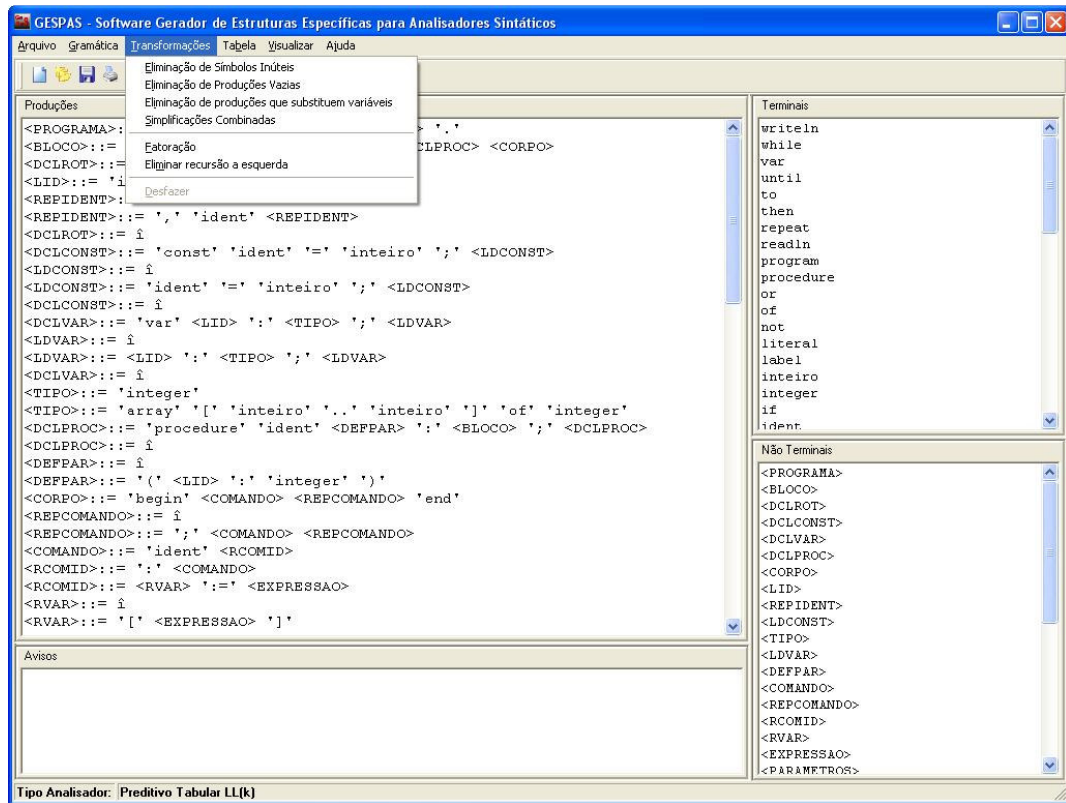 GESPAS - Software Gerador de Estruturas Específicas para Analisadores Sintáticos
Arquivo Gramática Transformações Tabela Visualizar Ajuda
Eliminação de Símbolos Inúteis
Eliminação de Produções Vazias
Eliminação de produções que substituem variáveis
Simplificações Combinadas
Fatoração
Eliminar recursão a esquerda
Desfazer
Produções
<PROGRAMA>: > '.'
<BLOCO>::= CLPROC> <CORPO>
<DCLROT>::=
<LID>::= 'i
<REPIDENT>:
<REPIDENT>::= ',' 'ident' <REPIDENT>
<DCLROT>::= î
<DCLCONST>::= 'const' 'ident' '=' 'inteiro' ';' <LDCONST>
<LDCONST>::= î
<LDCONST>::= 'ident' '=' 'inteiro' ';' <LDCONST>
<DCLCONST>::= î
<DCLVAR>::= 'var' <LID> ':' <TIPO> ';' <LDVAR>
<LDVAR>::= î
<LDVAR>::= <LID> ':' <TIPO> ';' <LDVAR>
<DCLVAR>::= î
<TIPO>::= 'integer'
<TIPO>::= 'array' '[' 'inteiro' '..' 'inteiro' ']' 'of' 'integer'
<DCLPROC>::= 'procedure' 'ident' <DEFPAR> ':' <BLOCO> ';' <DCLPROC>
<DCLPROC>::= î
<DEFPAR>::= î
<DEFPAR>::= '(' <LID> ':' 'integer' ')'
<CORPO>::= 'begin' <COMANDO> <REPCOMANDO> 'end'
<REPCOMANDO>::= î
<REPCOMANDO>::= ';' <COMANDO> <REPCOMANDO>
<COMANDO>::= 'ident' <RCOMID>
<RCOMID>::= ':' <COMANDO>
<RCOMID>::= <RVAR> ':=' <EXPRESSAO>
<RVAR>::= î
<RVAR>::= '[' <EXPRESSAO> ']'
Avisos
Terminais
writeln
while
var
until
to
then
repeat
readln
program
procedure
or
of
not
literal
label
inteiro
integer
if
ident
Não Terminais
<PROGRAMA>
<BLOCO>
<DCLROT>
<DCLCONST>
<DCLVAR>
<DCLPROC>
<CORPO>
<LID>
<REPIDENT>
<LDCONST>
<TIPO>
<LDVAR>
<DEFPAR>
<COMANDO>
<REPCOMANDO>
<RCOMID>
<RVAR>
<EXPRESSAO>
<PARAMETROS>
Tipo Analisador: Preditivo Tabular LL(k)